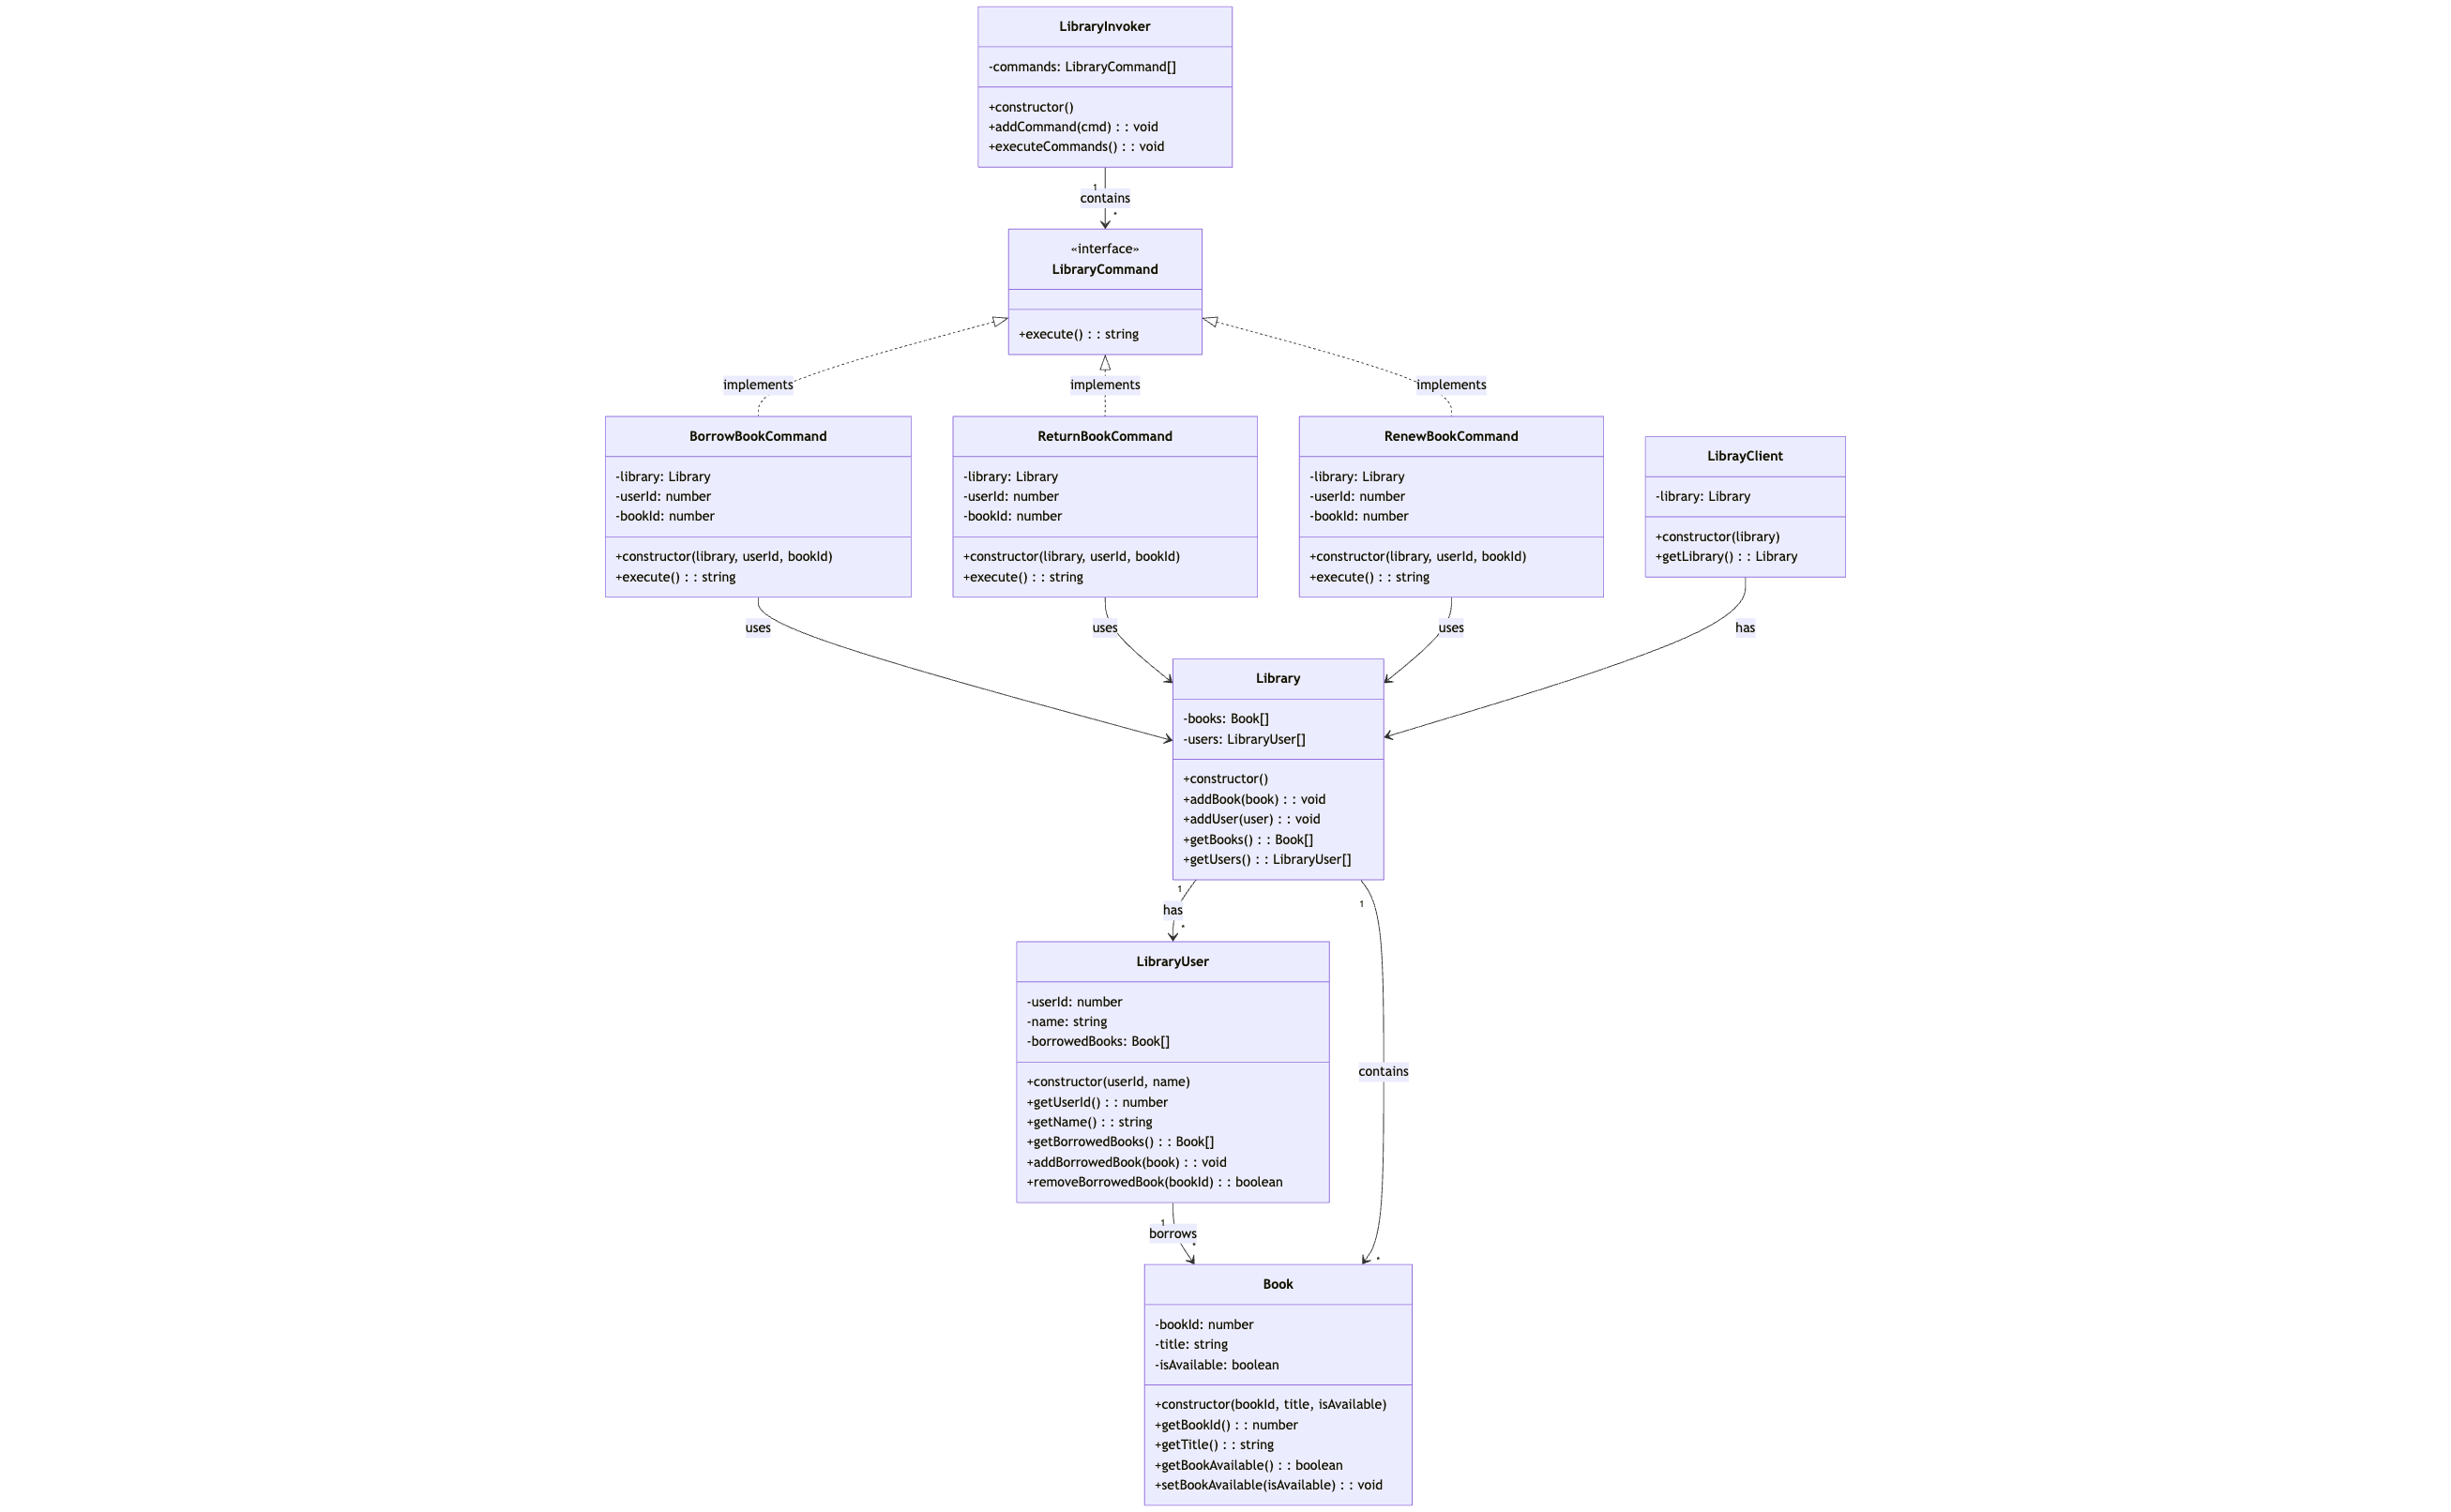 LibraryInvoker
-commands: LibraryCommand[]
+constructor()
+addCommand(cmd) : : void
+executeCommands() : : void
1
contains
*
«interface»
LibraryCommand
+execute() : : string
implements
implements
implements
BorrowBookCommand
-library: Library
-userId: number
-bookId: number
+constructor(library, userId, bookId)
+execute() : : string
ReturnBookCommand
-library: Library
-userId: number
-bookId: number
+constructor(library, userId, bookId)
+execute() : : string
RenewBookCommand
-library: Library
-userId: number
-bookId: number
+constructor(library, userId, bookId)
+execute() : : string
LibrayClient
-library: Library
+constructor(library)
+getLibrary() : : Library
uses
uses
uses
has
Library
-books: Book[]
-users: LibraryUser[]
+constructor()
+addBook(book) : : void
+addUser(user) : : void
+getBooks() : : Book[]
+getUsers() : : LibraryUser[]
1
has
*
1
contains
*
LibraryUser
-userId: number
-name: string
-borrowedBooks: Book[]
+constructor(userId, name)
+getUserId() : : number
+getName() : : string
+getBorrowedBooks() : : Book[]
+addBorrowedBook(book) : : void
+removeBorrowedBook(bookId) : : boolean
1
borrows
*
Book
-bookId: number
-title: string
-isAvailable: boolean
+constructor(bookId, title, isAvailable)
+getBookId() : : number
+getTitle() : : string
+getBookAvailable() : : boolean
+setBookAvailable(isAvailable) : : void